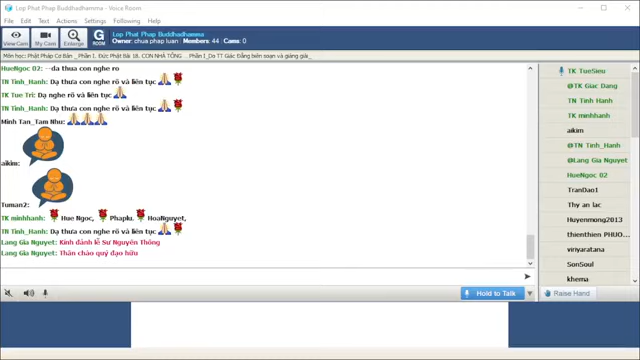 Lop Phat Phap Buddhadhamma - Voice Room
File Edit Text Actions Settings Following Help
View Cam My Cam Enlarge ROOM
Lop Phat Phap Buddhadhamma
Owner: chua phap luan Members: 44 Cams: 0
Môn học: Phật Pháp Cơ Bản _Phần I. Đức Phật Bài 18. CON NHÀ TÔNG ... Phần I_Do TT Giác Đẳng biên soạn và giảng giải_
HueNgoc 02: --da thưa con nghe ro
TN Tinh_Hanh: Dạ thưa con nghe rõ và liên tục
TK Tue Tri: Dạ nghe rõ và liên tục
TN Tinh_Hanh: Dạ thưa con nghe rõ và liên tục
Minh Tan_Tam Nhu:
aikim:
Tuman2:
TK minhhanh: Hue Ngoc, Phaplu. HoaNguyet,
TN Tinh_Hanh: Dạ thưa con nghe rõ và liên tục
Lang Gia Nguyet: Kính đảnh lễ Sư Nguyên Thông
Lang Gia Nguyet: Thân chào quý đạo hữu
Hold to Talk
TK TueSieu
@TK Giac Dang
TN Tinh Hanh
TK minhhanh
aikim
@TN Tinh_Hanh
@Lang Gia Nguyet
HueNgoc 02
TranDao1
Thy an lac
Huyenmong2013
thienthien PHUO...
viriyaratana
SonSoul
khema
Raise Hand